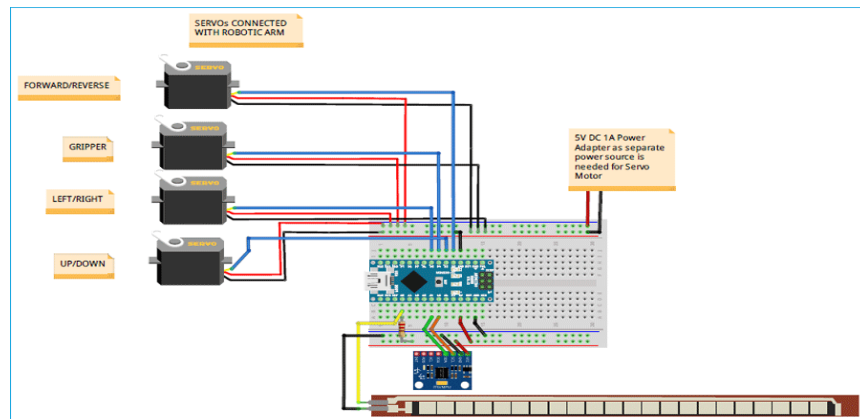 SERVOs CONNECTED
WITH ROBOTIC ARM
FORWARD/REVERSE
SERVO
GRIPPER
SERVO
LEFT/RIGHT
SERVO
UP/DOWN
SERVO
5V DC 1A Power
Adapter as separate
power source is
needed for Servo
Motor